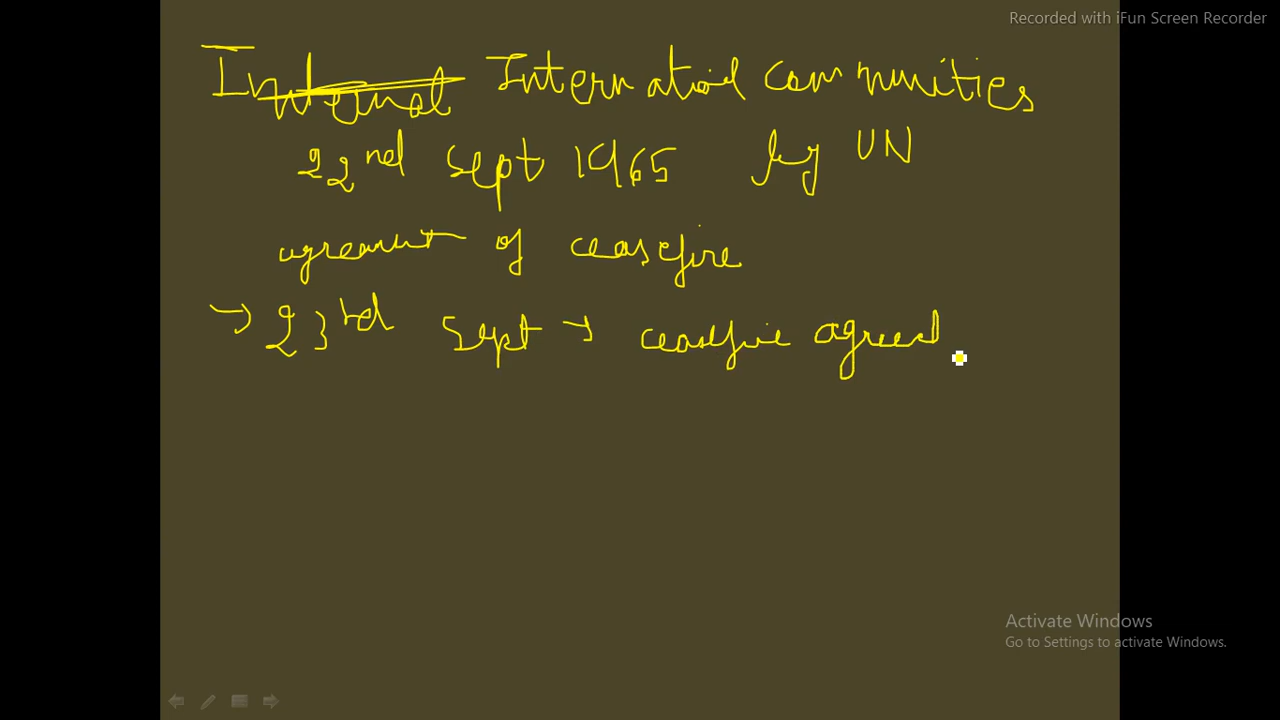 Recorded with iFun Screen Recorder
Internat International communities
22nd Sept 1965 by UN
agreement of ceasefire
→ 23rd Sept → ceasefire agreed
Activate Windows
Go to Settings to activate Windows.